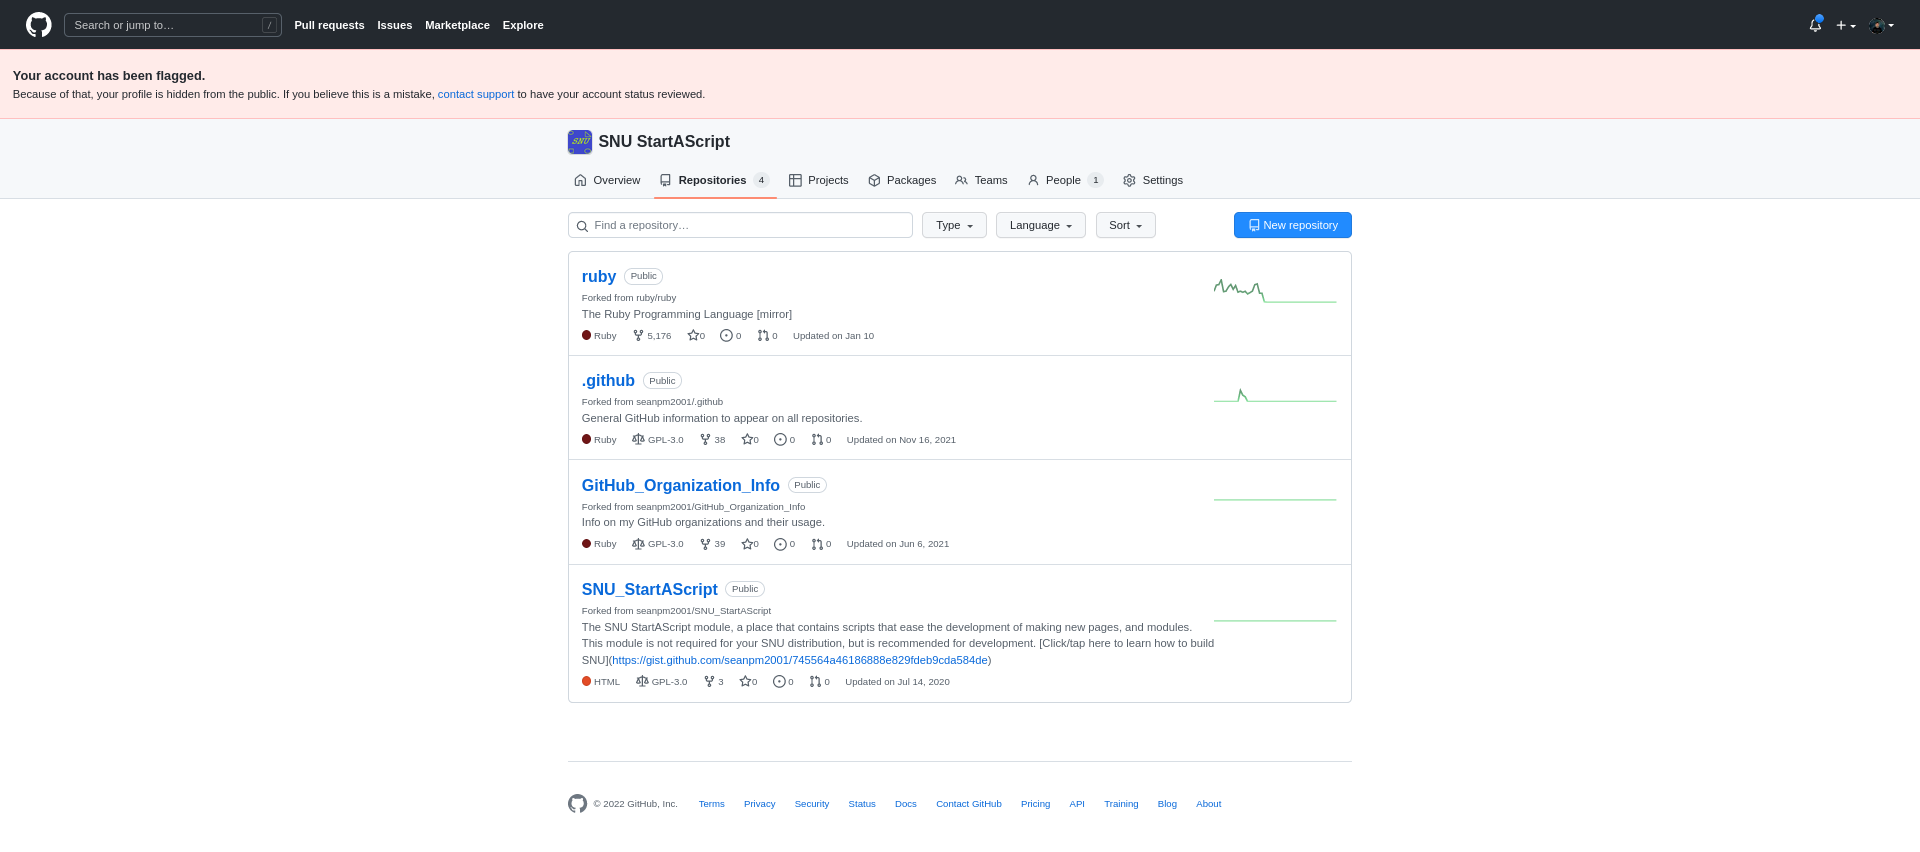 Search or jump to… /
Pull requests Issues Marketplace Explore
Your account has been flagged.
Because of that, your profile is hidden from the public. If you believe this is a mistake, contact support to have your account status reviewed.
SNU SNU StartAScript
Overview Repositories 4 Projects Packages Teams People 1 Settings
Find a repository… Type Language Sort New repository
ruby Public
Forked from ruby/ruby
The Ruby Programming Language [mirror]
Ruby 5,176 0 0 0 Updated on Jan 10
.github Public
Forked from seanpm2001/.github
General GitHub information to appear on all repositories.
Ruby GPL-3.0 38 0 0 0 Updated on Nov 16, 2021
GitHub_Organization_Info Public
Forked from seanpm2001/GitHub_Organization_Info
Info on my GitHub organizations and their usage.
Ruby GPL-3.0 39 0 0 0 Updated on Jun 6, 2021
SNU_StartAScript Public
Forked from seanpm2001/SNU_StartAScript
The SNU StartAScript module, a place that contains scripts that ease the development of making new pages, and modules.
This module is not required for your SNU distribution, but is recommended for development. [Click/tap here to learn how to build
SNU](https://gist.github.com/seanpm2001/745564a46186888e829fdeb9cda584de)
HTML GPL-3.0 3 0 0 0 Updated on Jul 14, 2020
© 2022 GitHub, Inc. Terms Privacy Security Status Docs Contact GitHub Pricing API Training Blog About